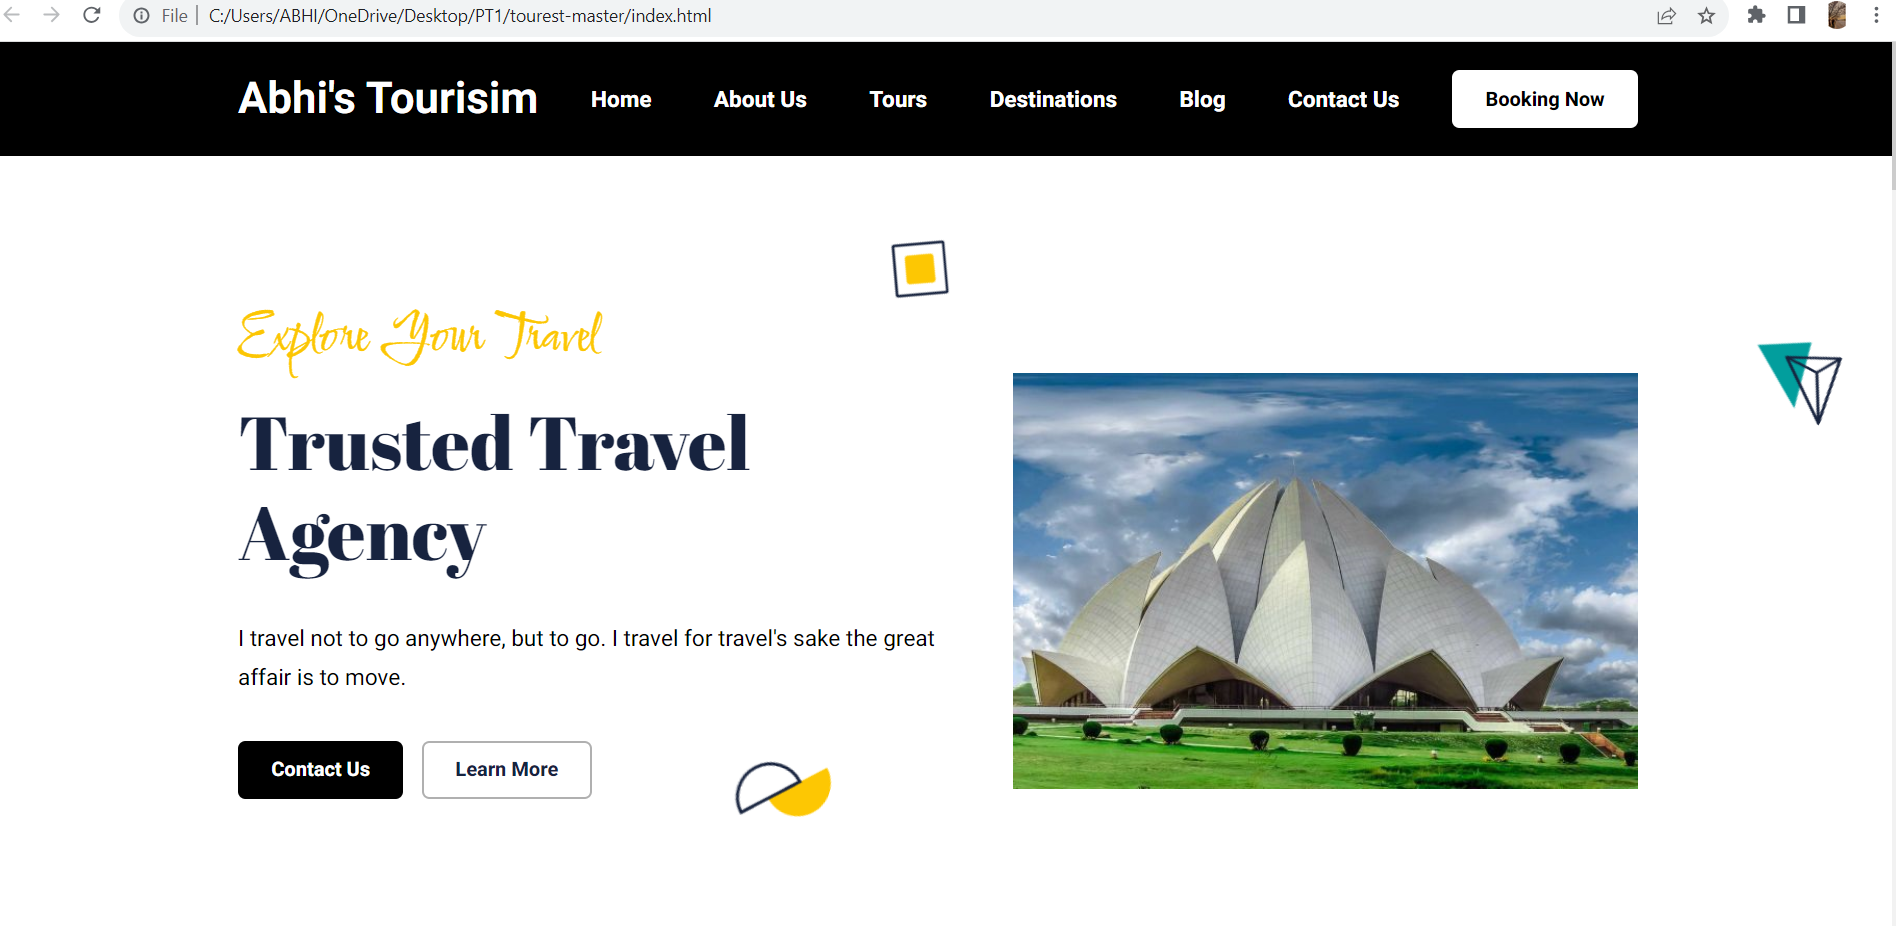 File C:/Users/ABHI/OneDrive/Desktop/PT1/tourest-master/index.html
Abhi's Tourisim Home About Us Tours Destinations Blog Contact Us Booking Now
Explore Your Travel
Trusted Travel
Agency
I travel not to go anywhere, but to go. I travel for travel's sake the great
affair is to move.
Contact Us Learn More